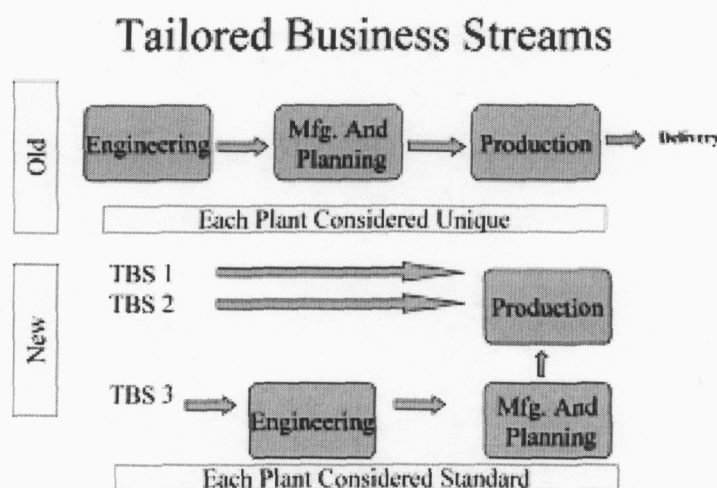 Tailored Business Streams
Old
Engineering
Mfg. And
Planning
Production
Delivery
Each Plant Considered Unique
New
TBS 1
TBS 2
Production
TBS 3
Engineering
Mfg. And
Planning
Each Plant Considered Standard